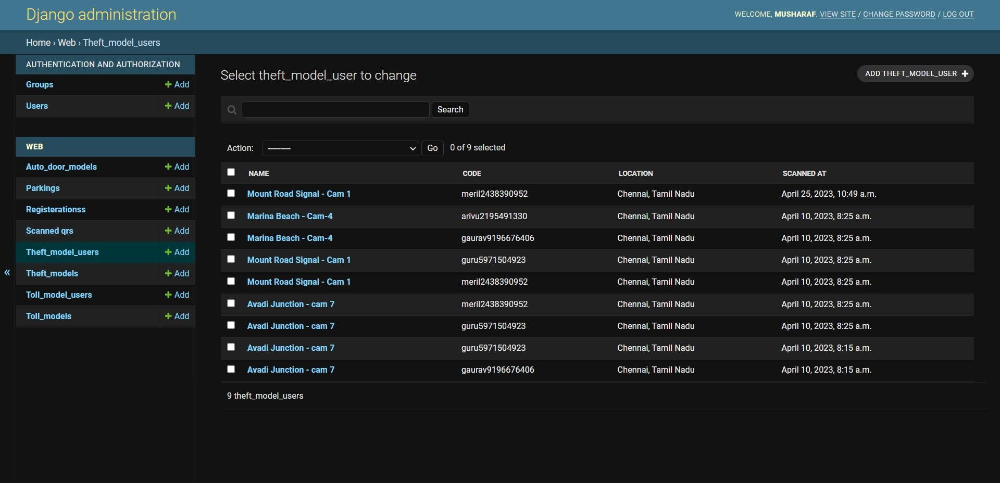 Django administration
WELCOME, MUSHARAF. VIEW SITE / CHANGE PASSWORD / LOG OUT
Home › Web › Theft_model_users
AUTHENTICATION AND AUTHORIZATION
Groups + Add
Users + Add
WEB
Auto_door_models + Add
Parkings + Add
Registerationss + Add
Scanned qrs + Add
Theft_model_users + Add
Theft_models + Add
Toll_model_users + Add
Toll_models + Add
«
Select theft_model_user to change
ADD THEFT_MODEL_USER +
Search
Action: --------- Go 0 of 9 selected
NAME CODE LOCATION SCANNED AT
Mount Road Signal - Cam 1 meril2438390952 Chennai, Tamil Nadu April 25, 2023, 10:49 a.m.
Marina Beach - Cam-4 arivu2195491330 Chennai, Tamil Nadu April 10, 2023, 8:25 a.m.
Marina Beach - Cam-4 gaurav9196676406 Chennai, Tamil Nadu April 10, 2023, 8:25 a.m.
Mount Road Signal - Cam 1 guru5971504923 Chennai, Tamil Nadu April 10, 2023, 8:25 a.m.
Mount Road Signal - Cam 1 meril2438390952 Chennai, Tamil Nadu April 10, 2023, 8:25 a.m.
Avadi Junction - cam 7 meril2438390952 Chennai, Tamil Nadu April 10, 2023, 8:25 a.m.
Avadi Junction - cam 7 guru5971504923 Chennai, Tamil Nadu April 10, 2023, 8:25 a.m.
Avadi Junction - cam 7 guru5971504923 Chennai, Tamil Nadu April 10, 2023, 8:15 a.m.
Avadi Junction - cam 7 gaurav9196676406 Chennai, Tamil Nadu April 10, 2023, 8:15 a.m.
9 theft_model_users